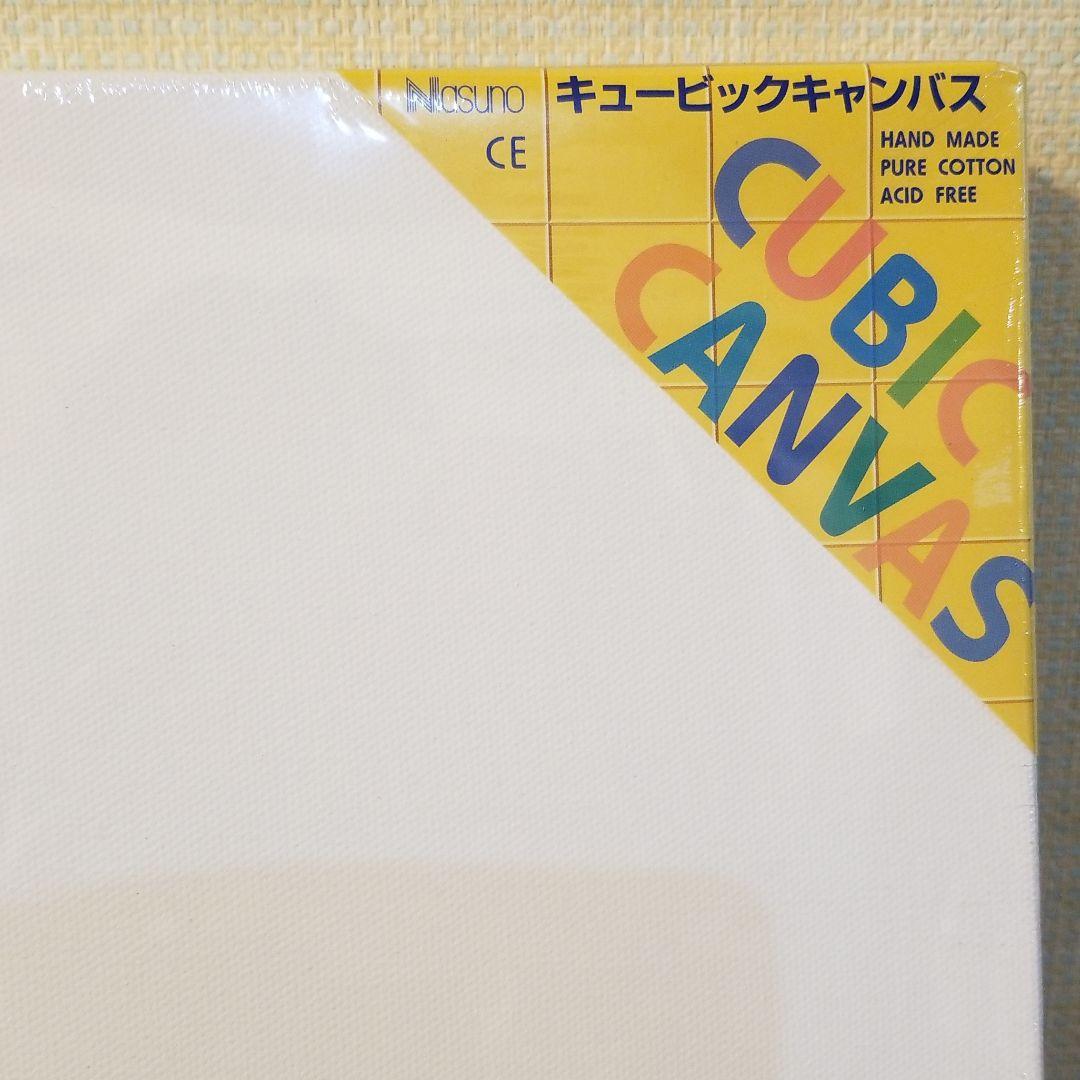 Nasuno
CE
キュービックキャンバス
HAND MADE
PURE COTTON
ACID FREE
CUBIC
CANVAS